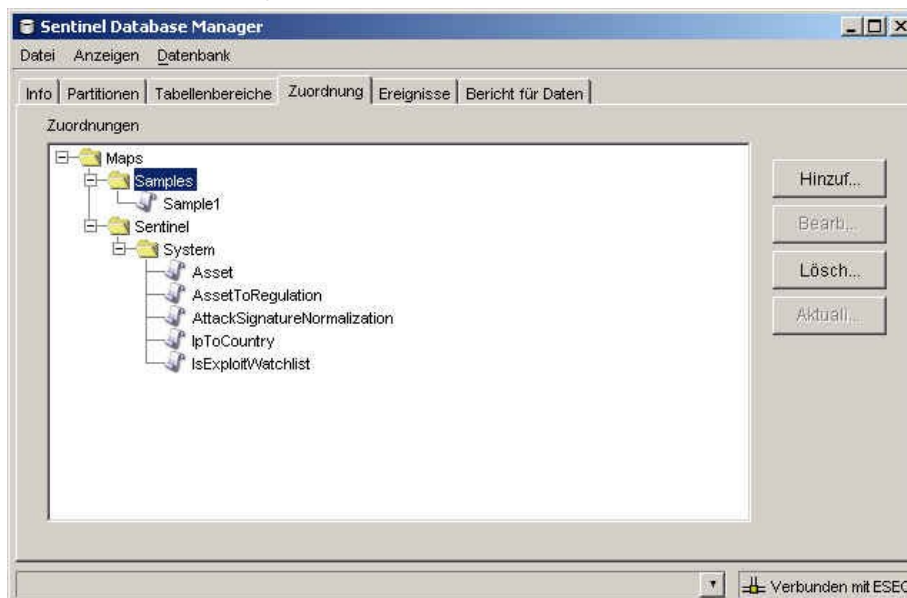 Sentinel Database Manager
Datei Anzeigen Datenbank
Info Partitionen Tabellenbereiche Zuordnung Ereignisse Bericht für Daten
Zuordnungen
Maps
Samples
Sample1
Sentinel
System
Asset
AssetToRegulation
AttackSignatureNormalization
IpToCountry
IsExploitWatchlist
Hinzuf...
Bearb...
Lösch...
Aktuali...
Verbunden mit ESEC